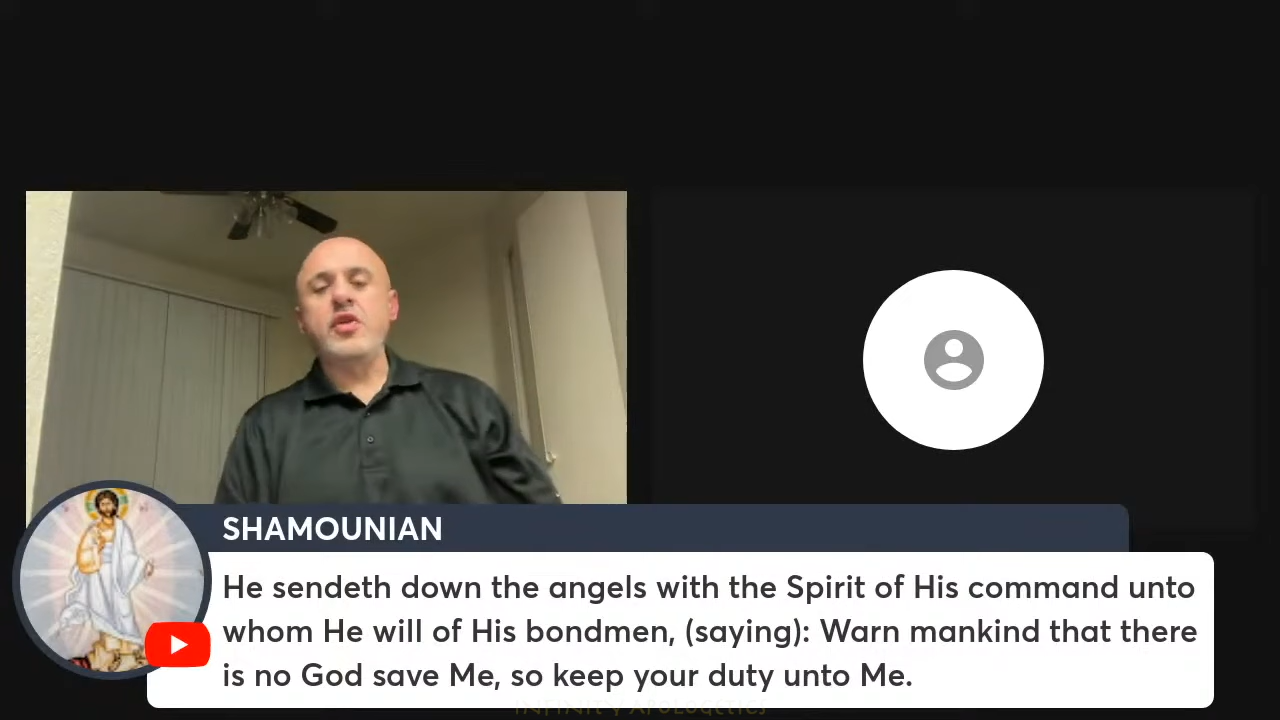 SHAMOUNIAN
He sendeth down the angels with the Spirit of His command unto
whom He will of His bondmen, (saying): Warn mankind that there
is no God save Me, so keep your duty unto Me.